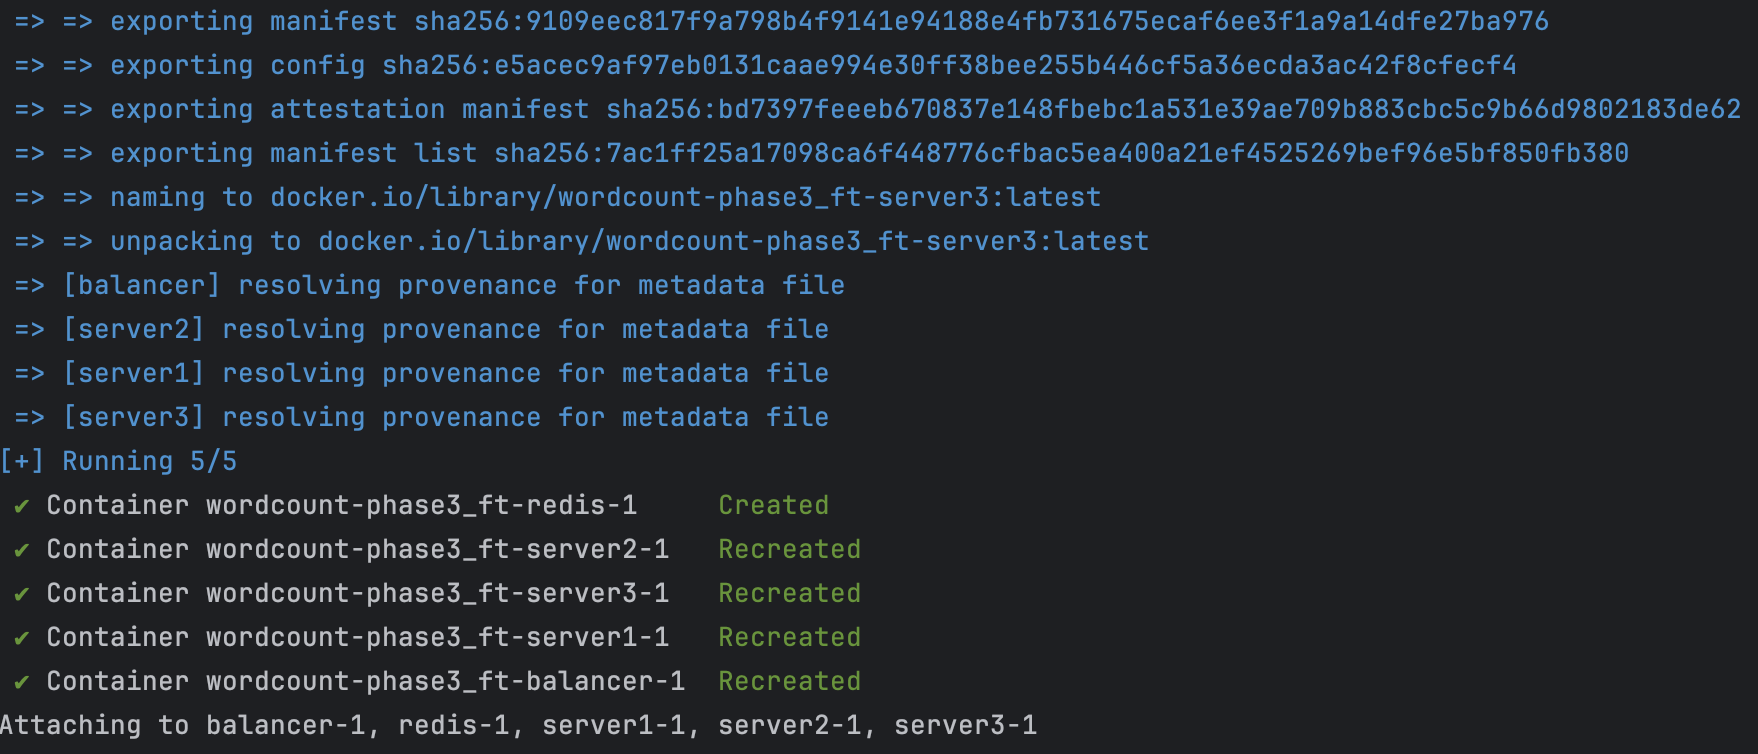 => => exporting manifest sha256:9109eec817f9a798b4f9141e94188e4fb731675ecaf6ee3f1a9a14dfe27ba976
=> => exporting config sha256:e5acec9af97eb0131caae994e30ff38bee255b446cf5a36ecda3ac42f8cfecf4
=> => exporting attestation manifest sha256:bd7397feeeb670837e148fbebc1a531e39ae709b883cbc5c9b66d9802183de62
=> => exporting manifest list sha256:7ac1ff25a17098ca6f448776cfbac5ea400a21ef4525269bef96e5bf850fb380
=> => naming to docker.io/library/wordcount-phase3_ft-server3:latest
=> => unpacking to docker.io/library/wordcount-phase3_ft-server3:latest
=> [balancer] resolving provenance for metadata file
=> [server2] resolving provenance for metadata file
=> [server1] resolving provenance for metadata file
=> [server3] resolving provenance for metadata file
[+] Running 5/5
✔ Container wordcount-phase3_ft-redis-1 Created
✔ Container wordcount-phase3_ft-server2-1 Recreated
✔ Container wordcount-phase3_ft-server3-1 Recreated
✔ Container wordcount-phase3_ft-server1-1 Recreated
✔ Container wordcount-phase3_ft-balancer-1 Recreated
Attaching to balancer-1, redis-1, server1-1, server2-1, server3-1